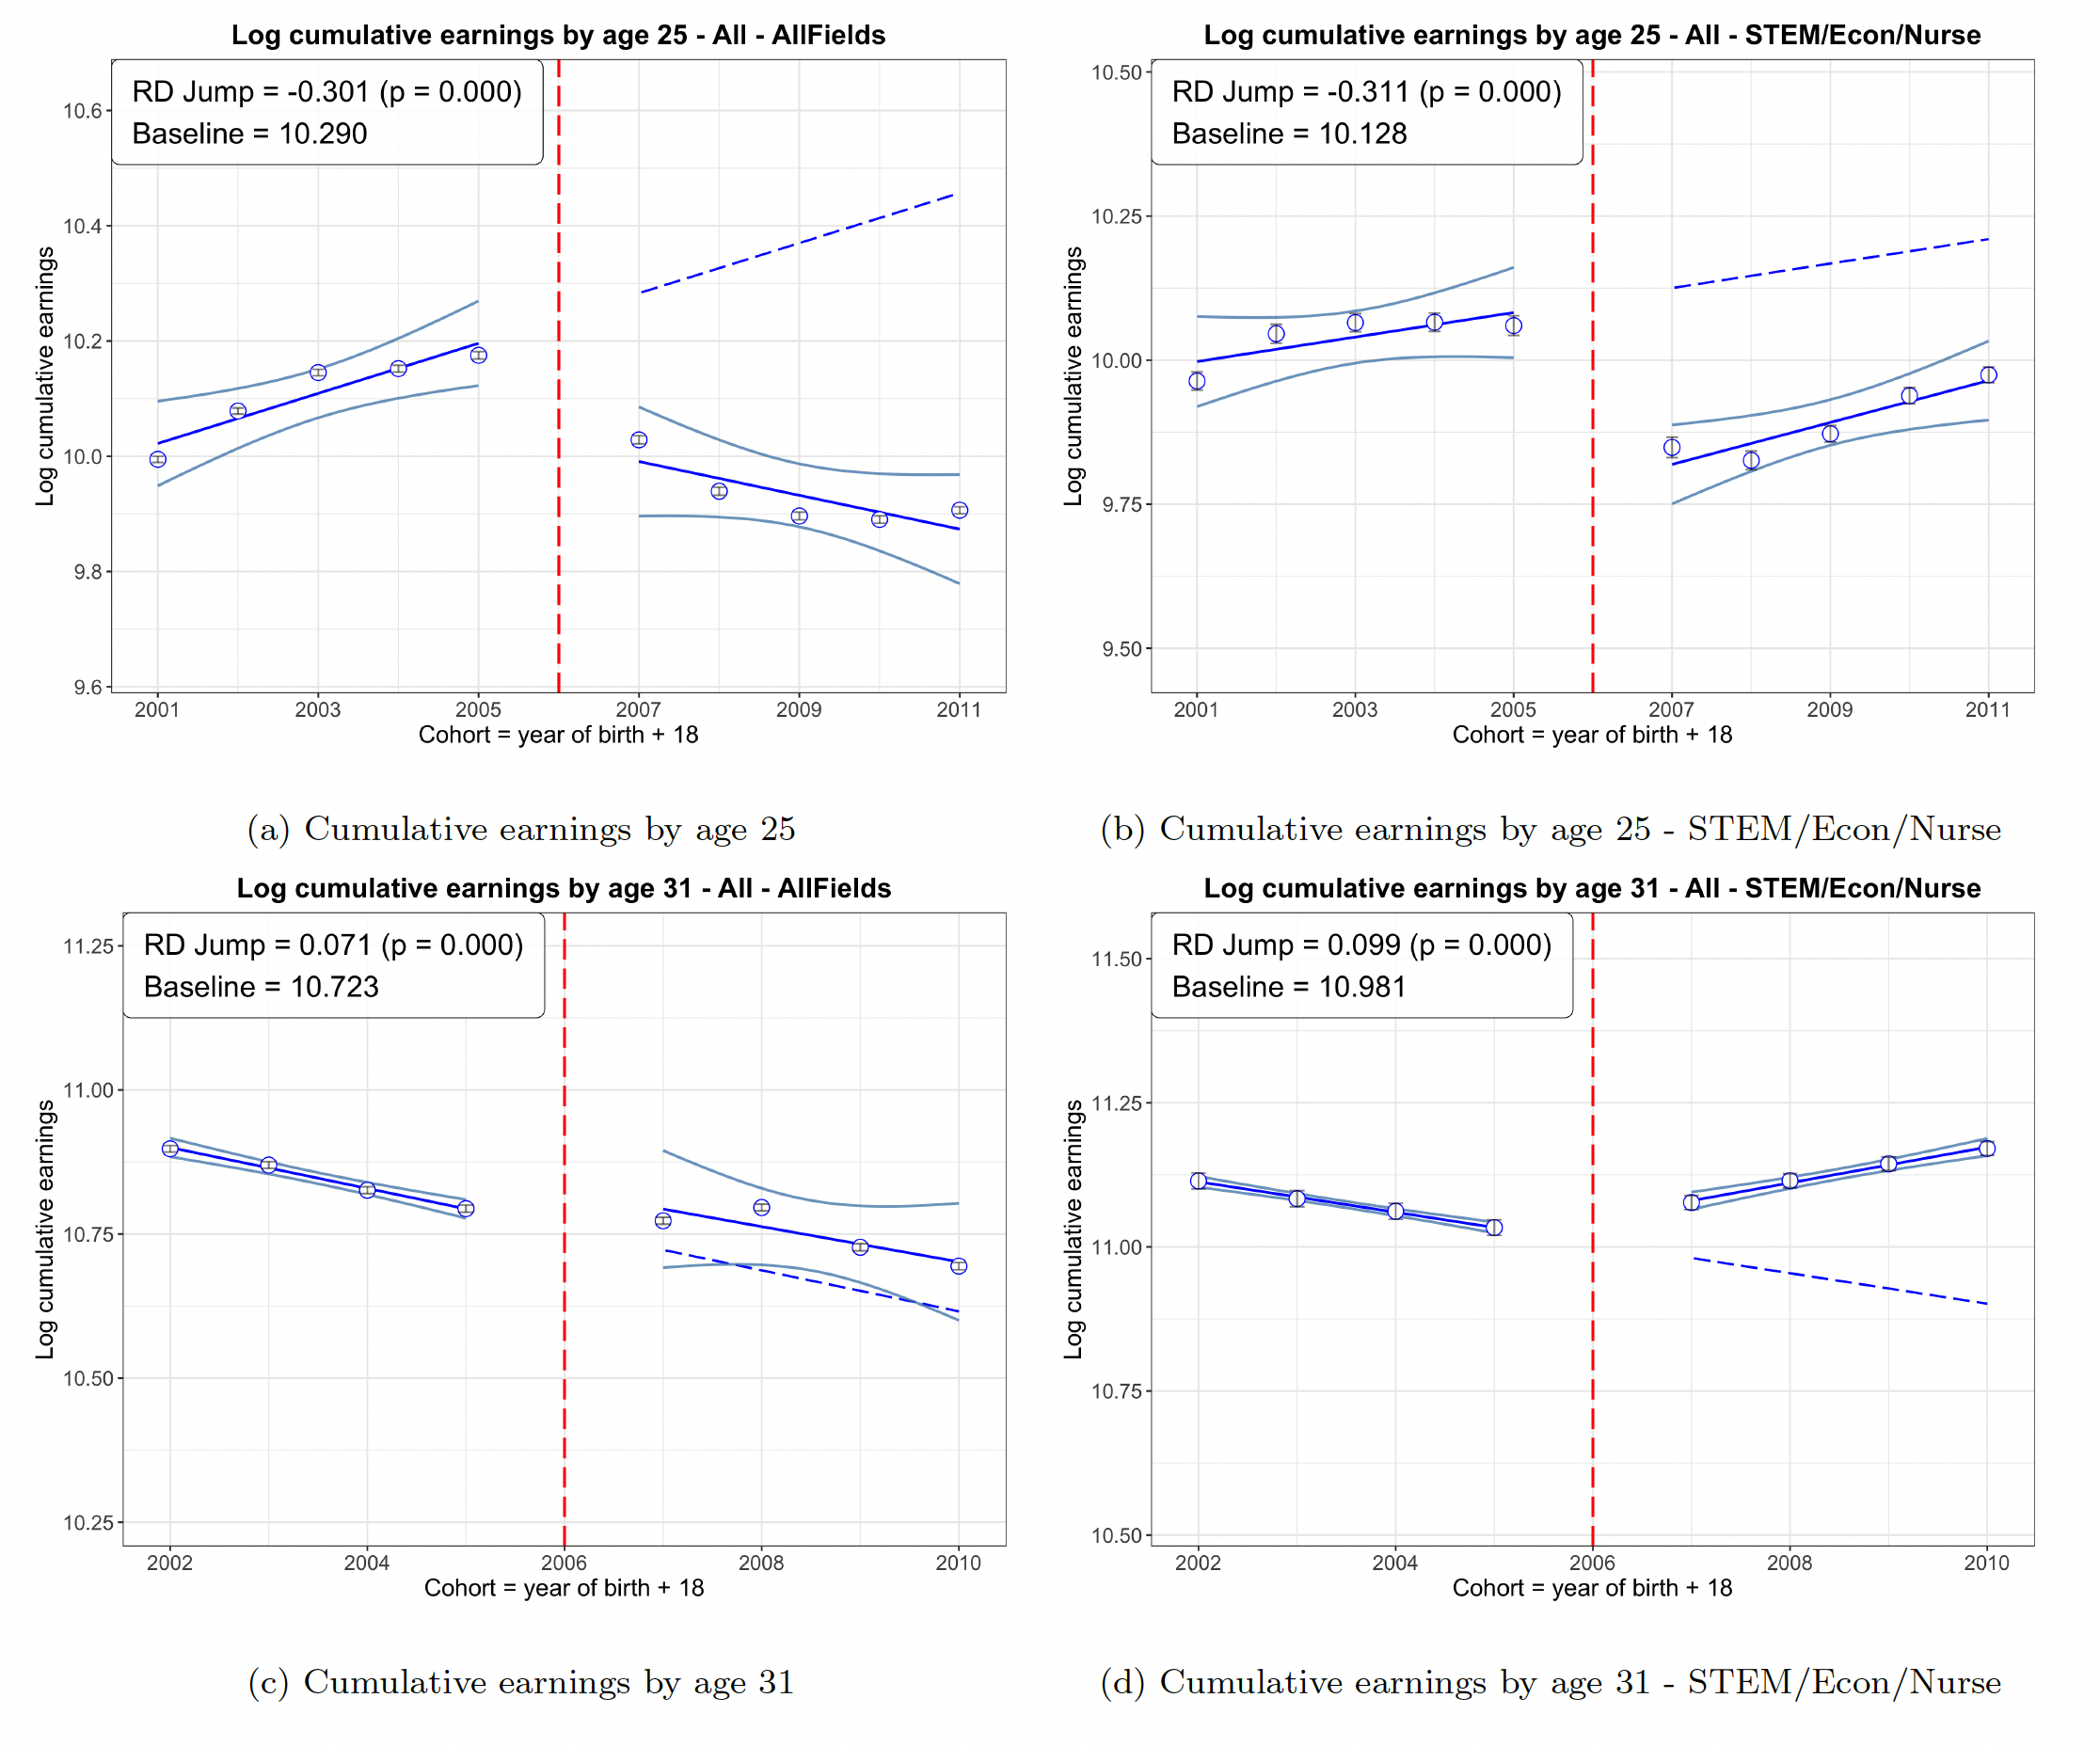 Log cumulative earnings by age 25 - All - AllFields
RD Jump = -0.301 (p = 0.000)
Baseline = 10.290
Log cumulative earnings
10.6
10.4
10.2
10.0
9.8
9.6
2001 2003 2005 2007 2009 2011
Cohort = year of birth + 18
(a) Cumulative earnings by age 25
Log cumulative earnings by age 25 - All - STEM/Econ/Nurse
RD Jump = -0.311 (p = 0.000)
Baseline = 10.128
Log cumulative earnings
10.50
10.25
10.00
9.75
9.50
2001 2003 2005 2007 2009 2011
Cohort = year of birth + 18
(b) Cumulative earnings by age 25 - STEM/Econ/Nurse
Log cumulative earnings by age 31 - All - AllFields
RD Jump = 0.071 (p = 0.000)
Baseline = 10.723
Log cumulative earnings
11.25
11.00
10.75
10.50
10.25
2002 2004 2006 2008 2010
Cohort = year of birth + 18
(c) Cumulative earnings by age 31
Log cumulative earnings by age 31 - All - STEM/Econ/Nurse
RD Jump = 0.099 (p = 0.000)
Baseline = 10.981
Log cumulative earnings
11.50
11.25
11.00
10.75
10.50
2002 2004 2006 2008 2010
Cohort = year of birth + 18
(d) Cumulative earnings by age 31 - STEM/Econ/Nurse